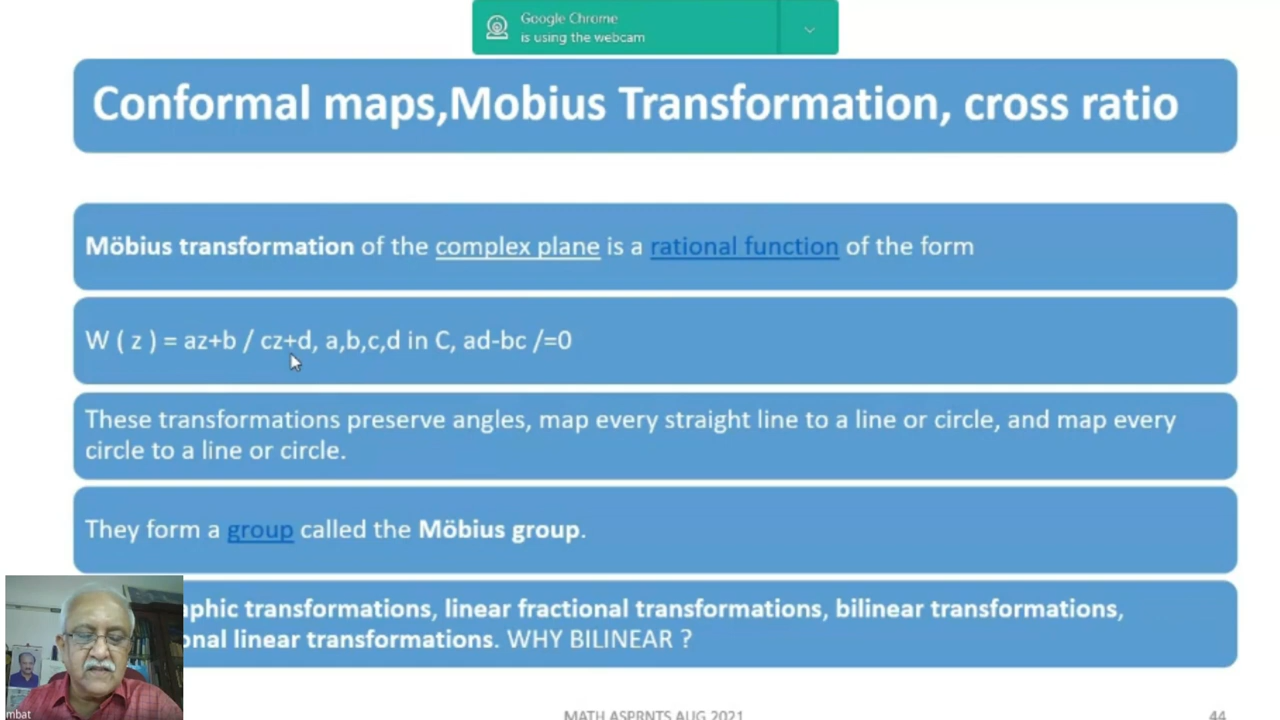 Google Chrome
is using the webcam
Conformal maps,Mobius Transformation, cross ratio
Möbius transformation of the complex plane is a rational function of the form
W ( z ) = az+b / cz+d, a,b,c,d in C, ad-bc /=0
These transformations preserve angles, map every straight line to a line or circle, and map every
circle to a line or circle.
They form a group called the Möbius group.
aphic transformations, linear fractional transformations, bilinear transformations,
onal linear transformations. WHY BILINEAR ?
mbat
MATH ASPRNTS AUG 2021
44